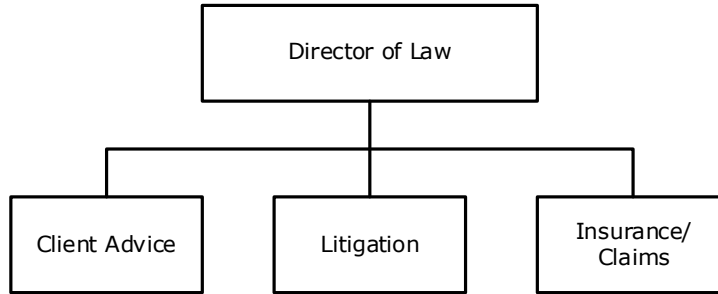 Director of Law
Client Advice
Litigation
Insurance/
Claims